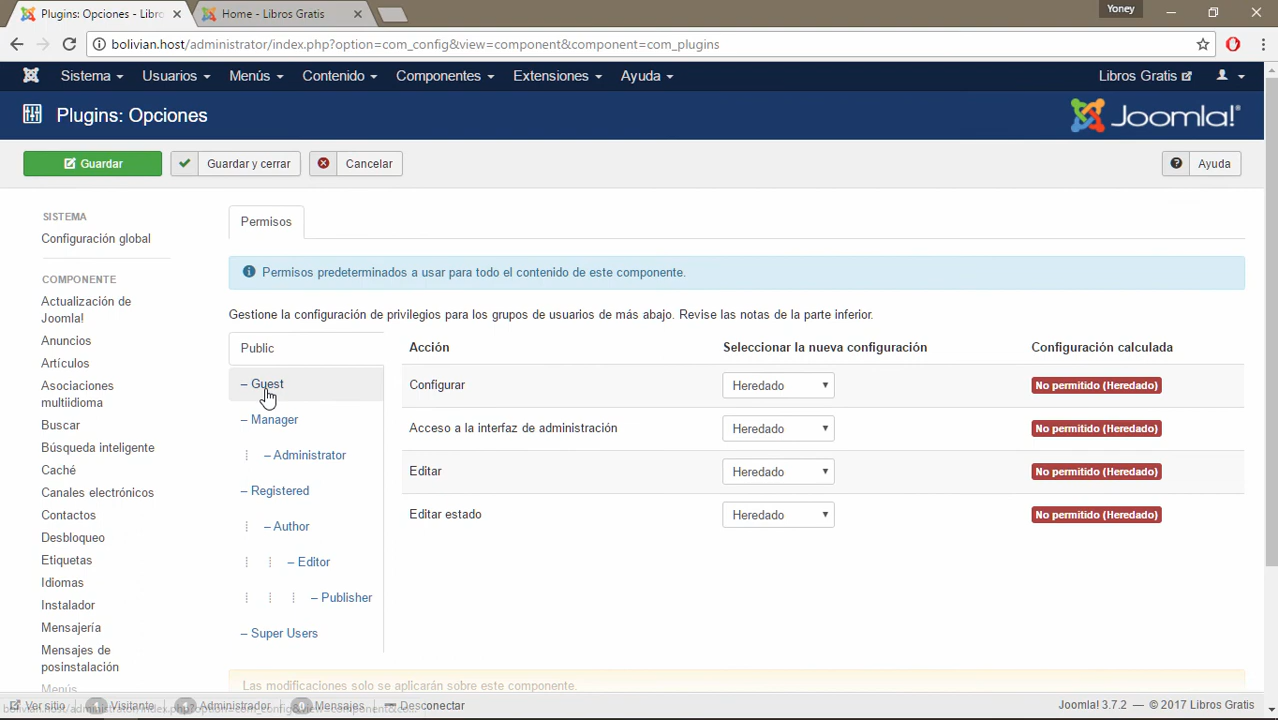 Plugins: Opciones - Libro
Home - Libros Gratis
Yoney
bolivian.host/administrator/index.php?option=com_config&view=component&component=com_plugins
Sistema
Usuarios
Menús
Contenido
Componentes
Extensiones
Ayuda
Libros Gratis
Plugins: Opciones
Joomla!
Guardar
Guardar y cerrar
Cancelar
Ayuda
SISTEMA
Configuración global
COMPONENTE
Actualización de
Joomla!
Anuncios
Artículos
Asociaciones
multiidioma
Buscar
Búsqueda inteligente
Caché
Canales electrónicos
Contactos
Desbloqueo
Etiquetas
Idiomas
Instalador
Mensajería
Mensajes de
posinstalación
Menús
Permisos
Permisos predeterminados a usar para todo el contenido de este componente.
Gestione la configuración de privilegios para los grupos de usuarios de más abajo. Revise las notas de la parte inferior.
Public
– Guest
– Manager
– Administrator
– Registered
– Author
– Editor
– Publisher
– Super Users
Acción
Seleccionar la nueva configuración
Configuración calculada
Configurar
Heredado
No permitido (Heredado)
Acceso a la interfaz de administración
Heredado
No permitido (Heredado)
Editar
Heredado
No permitido (Heredado)
Editar estado
Heredado
No permitido (Heredado)
Las modificaciones solo se aplicarán sobre este componente.
Ver sitio
Visitante
Administrador
Mensajes
Desconectar
Joomla! 3.7.2 — © 2017 Libros Gratis